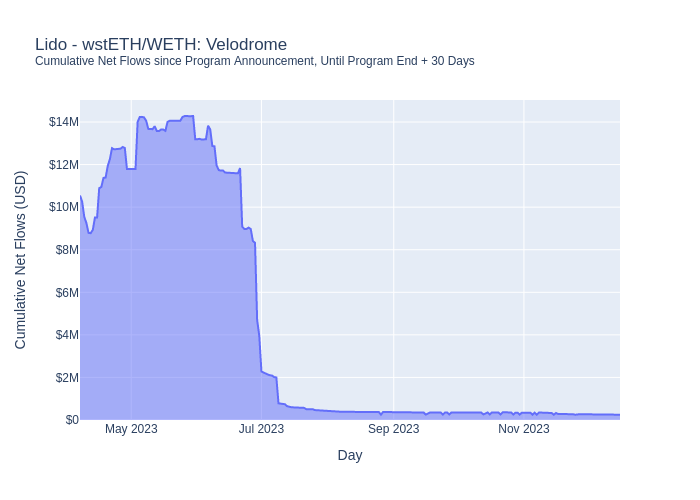 Lido - wstETH/WETH: Velodrome
Cumulative Net Flows since Program Announcement, Until Program End + 30 Days
$14M
$12M
$10M
$8M
$6M
$4M
$2M
$0
Cumulative Net Flows (USD)
May 2023
Jul 2023
Sep 2023
Nov 2023
Day